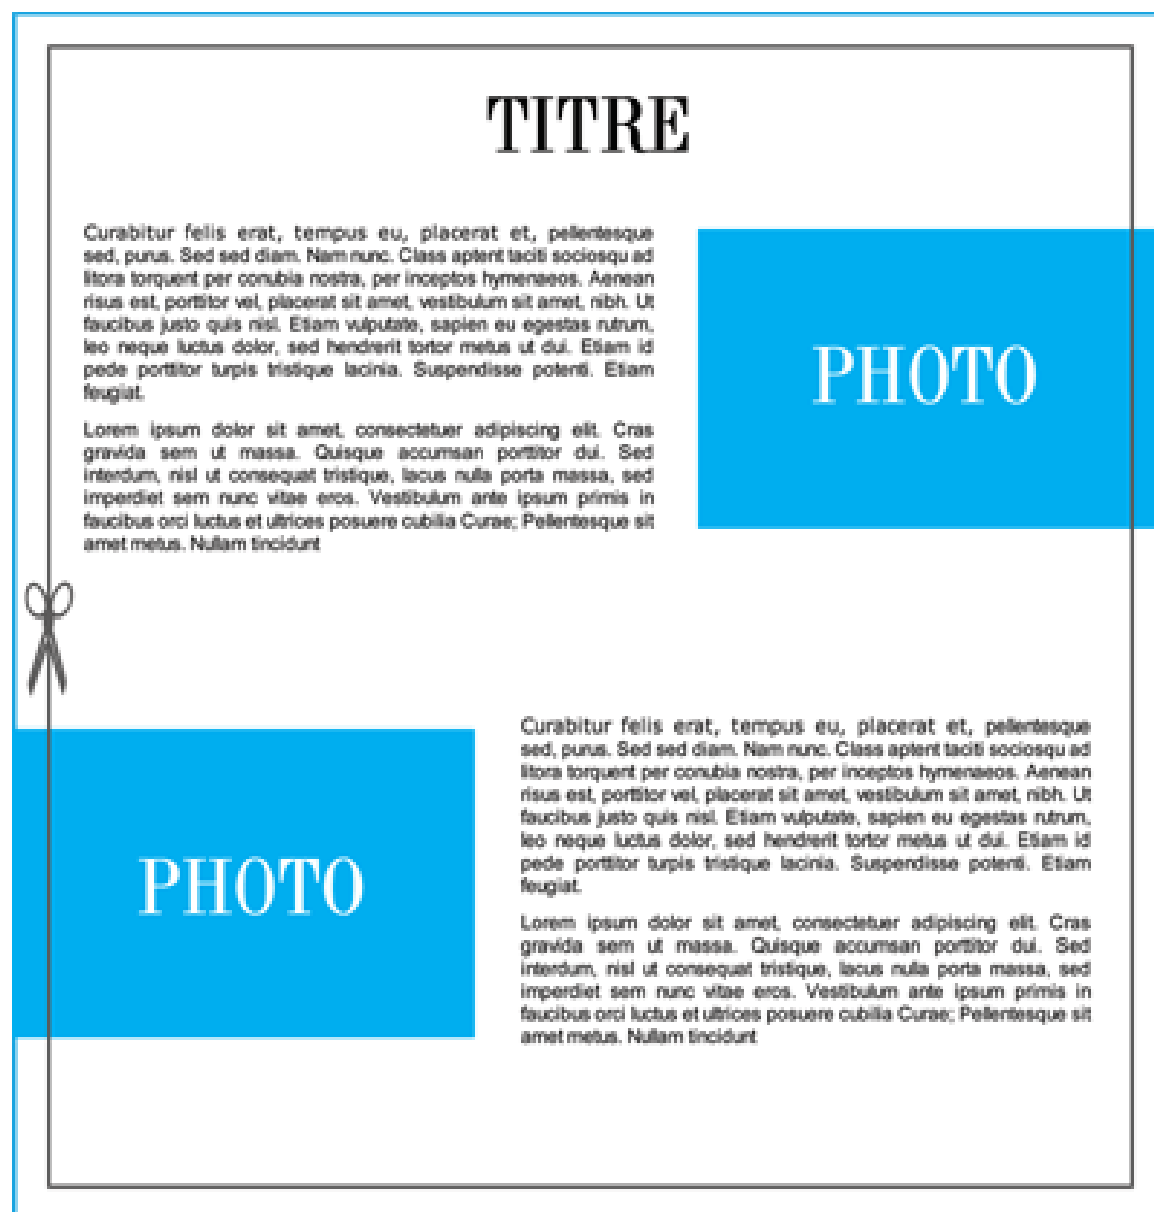 TITRE
Curabitur felis erat, tempus eu, placerat et, pellentesque
sed, purus. Sed sed diam. Nam nunc. Class aptent taciti sociosqu ad
litora torquent per conubia nostra, per inceptos hymenaeos. Aenean
risus est, porttitor vel, placerat sit amet, vestibulum sit amet, nibh. Ut
faucibus justo quis nisl. Etiam vulputate, sapien eu egestas rutrum,
leo neque luctus dolor, sed hendrerit tortor metus ut dui. Etiam id
pede porttitor turpis tristique lacinia. Suspendisse potenti. Etiam
feugiat.
Lorem ipsum dolor sit amet, consectetuer adipiscing elit. Cras
gravida sem ut massa. Quisque accumsan porttitor dui. Sed
interdum, nisl ut consequat tristique, lacus nulla porta massa, sed
imperdiet sem nunc vitae eros. Vestibulum ante ipsum primis in
faucibus orci luctus et ultrices posuere cubilia Curae; Pellentesque sit
amet metus. Nullam tincidunt
PHOTO
PHOTO
Curabitur felis erat, tempus eu, placerat et, pellentesque
sed, purus. Sed sed diam. Nam nunc. Class aptent taciti sociosqu ad
litora torquent per conubia nostra, per inceptos hymenaeos. Aenean
risus est, porttitor vel, placerat sit amet, vestibulum sit amet, nibh. Ut
faucibus justo quis nisl. Etiam vulputate, sapien eu egestas rutrum,
leo neque luctus dolor, sed hendrerit tortor metus ut dui. Etiam id
pede porttitor turpis tristique lacinia. Suspendisse potenti. Etiam
feugiat.
Lorem ipsum dolor sit amet, consectetuer adipiscing elit. Cras
gravida sem ut massa. Quisque accumsan porttitor dui. Sed
interdum, nisl ut consequat tristique, lacus nulla porta massa, sed
imperdiet sem nunc vitae eros. Vestibulum ante ipsum primis in
faucibus orci luctus et ultrices posuere cubilia Curae; Pellentesque sit
amet metus. Nullam tincidunt